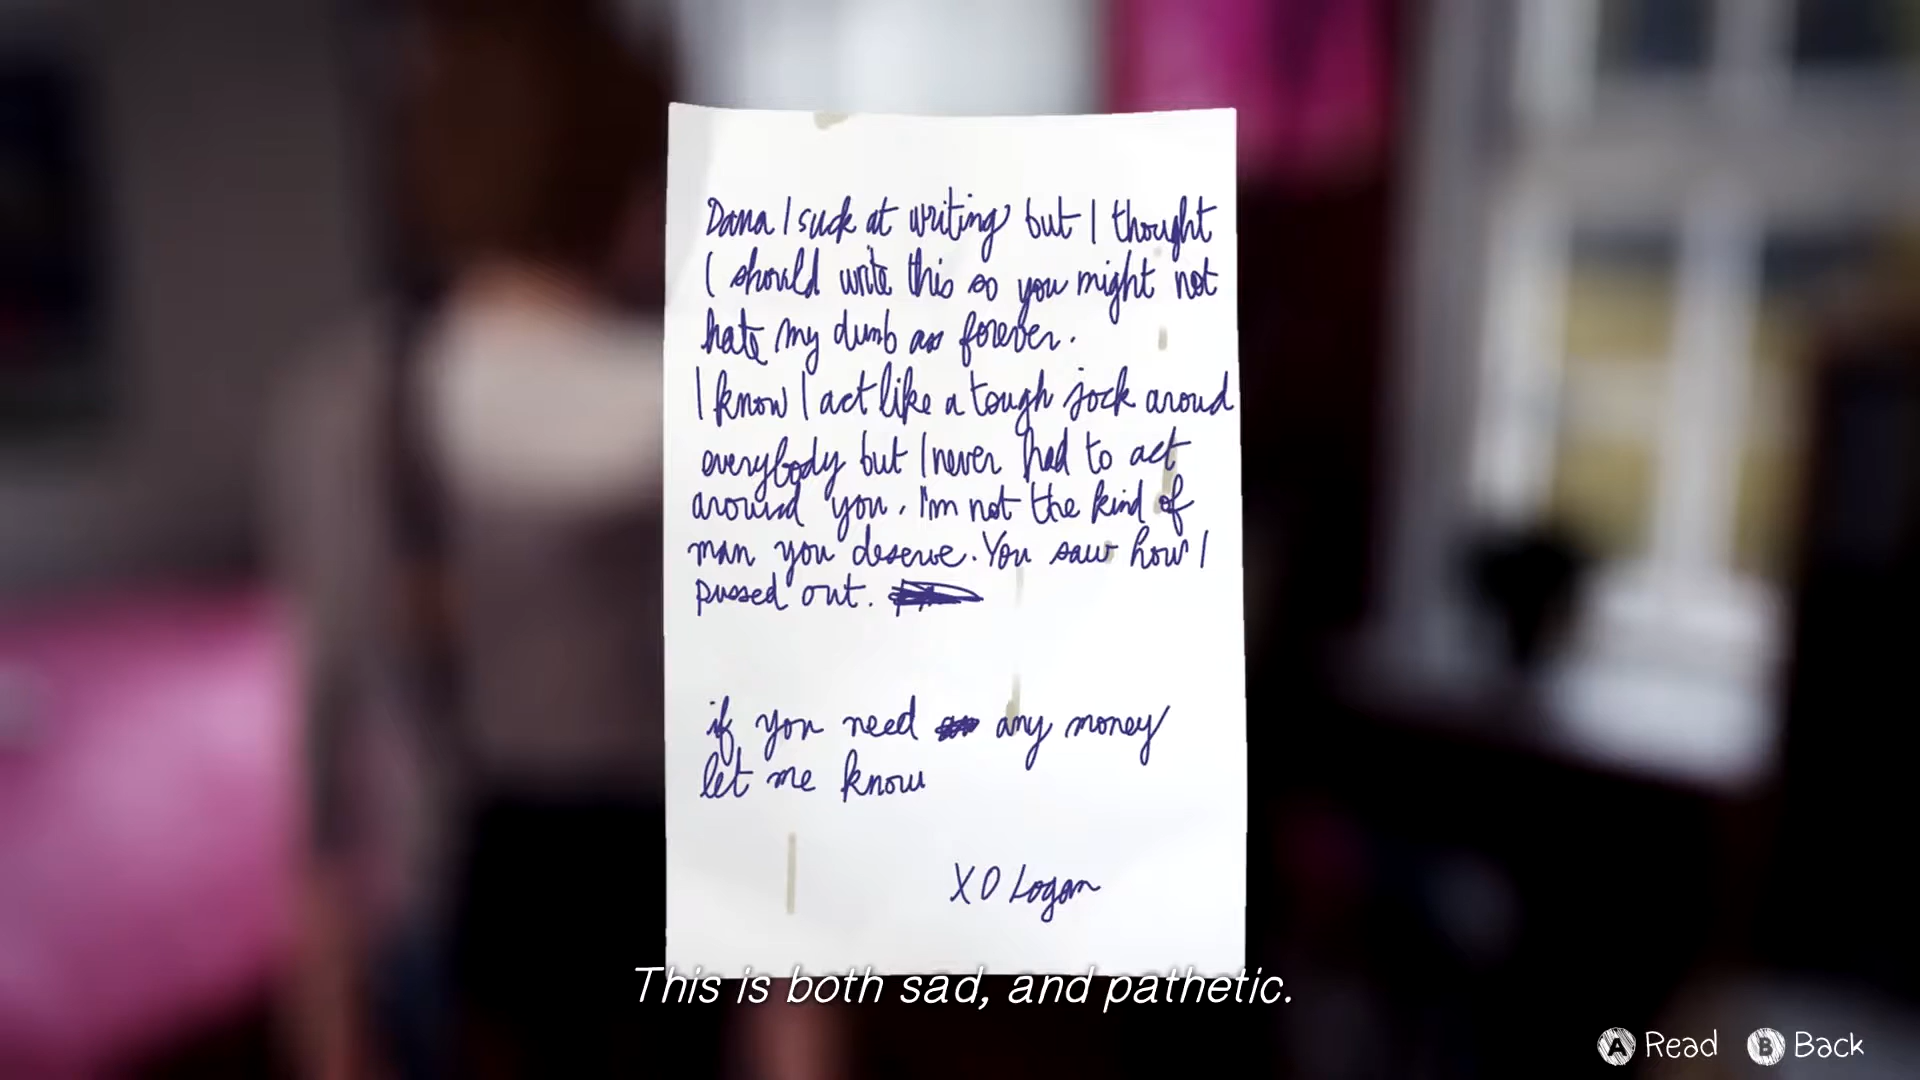 Dana I suck at writing but I thought
I should write this so you might not
hate my dumb ass forever.
I know I act like a tough jock aroud
everybody but I never had to act
around you. I'm not the kind of
man you deserve. You saw how I
pussed out.
if you need any money
let me know
XO Logan
This is both sad, and pathetic.
A Read B Back